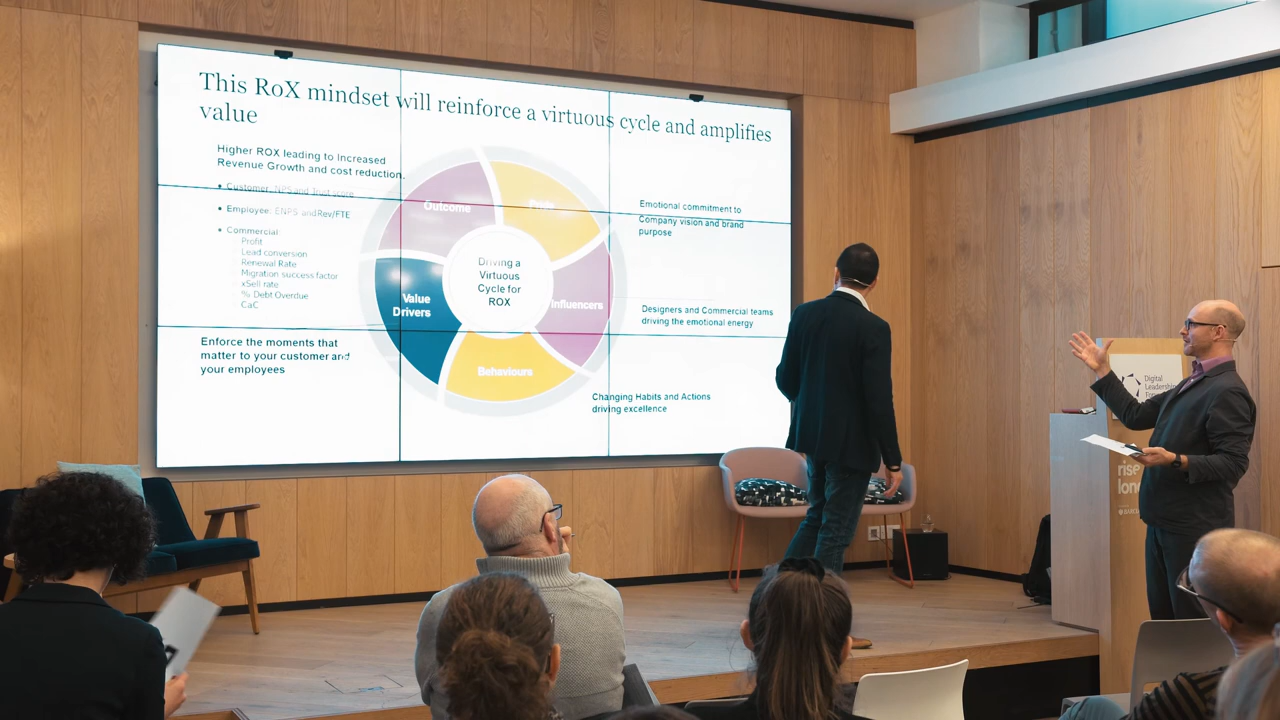 This RoX mindset will reinforce a virtuous cycle and amplifies
value
Higher ROX leading to Increased
Revenue Growth and cost reduction.
• Customer: NPS and Trust score
• Employee: ENPS and Rev/FTE
• Commercial:
Profit
Lead conversion
Renewal Rate
Migration success factor
xSell rate
% Debt Overdue
CaC
Enforce the moments that
matter to your customer and
your employees
Outcome
Value
Drivers
Behaviours
Influencers
Driving a
Virtuous
Cycle for
ROX
Emotional commitment to
Company vision and brand
purpose
Designers and Commercial teams
driving the emotional energy
Changing Habits and Actions
driving excellence
Digital
Leadership
rise